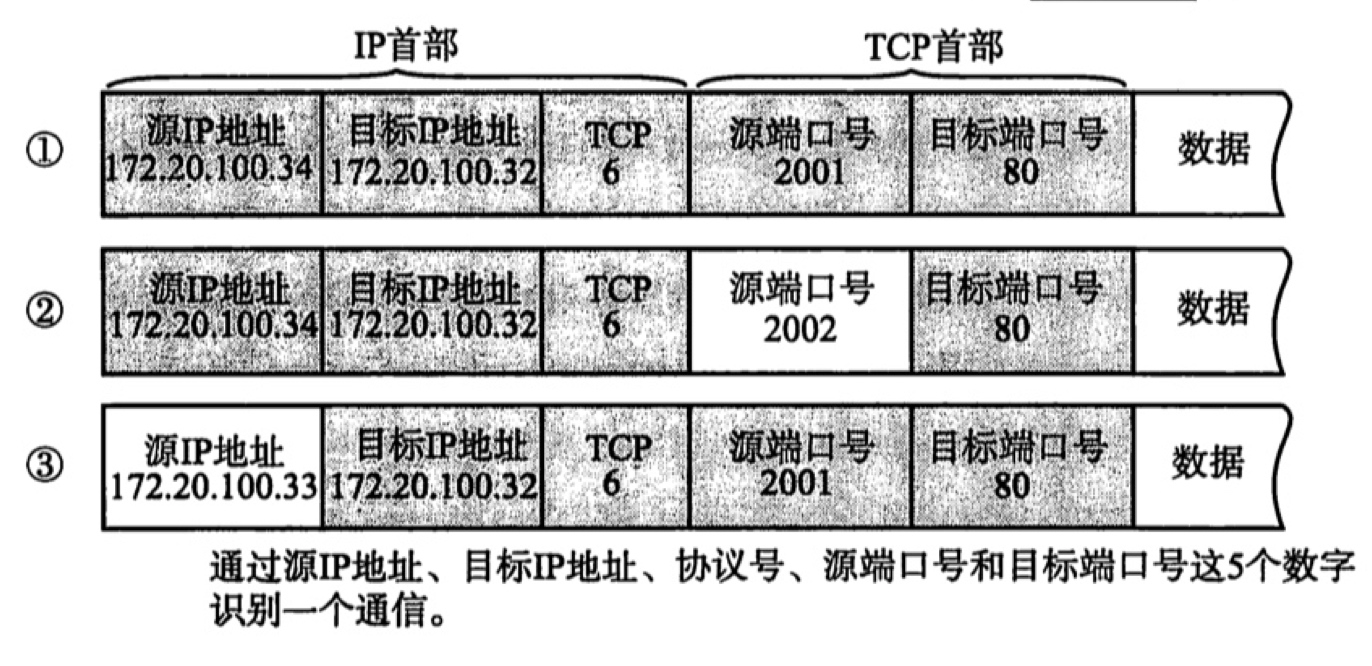 IP首部 TCP首部
① 源IP地址 目标IP地址 TCP 源端口号 目标端口号 数据
172.20.100.34 172.20.100.32 6 2001 80
② 源IP地址 目标IP地址 TCP 源端口号 目标端口号 数据
172.20.100.34 172.20.100.32 6 2002 80
③ 源IP地址 目标IP地址 TCP 源端口号 目标端口号 数据
172.20.100.33 172.20.100.32 6 2001 80
通过源IP地址、目标IP地址、协议号、源端口号和目标端口号这5个数字
识别一个通信。